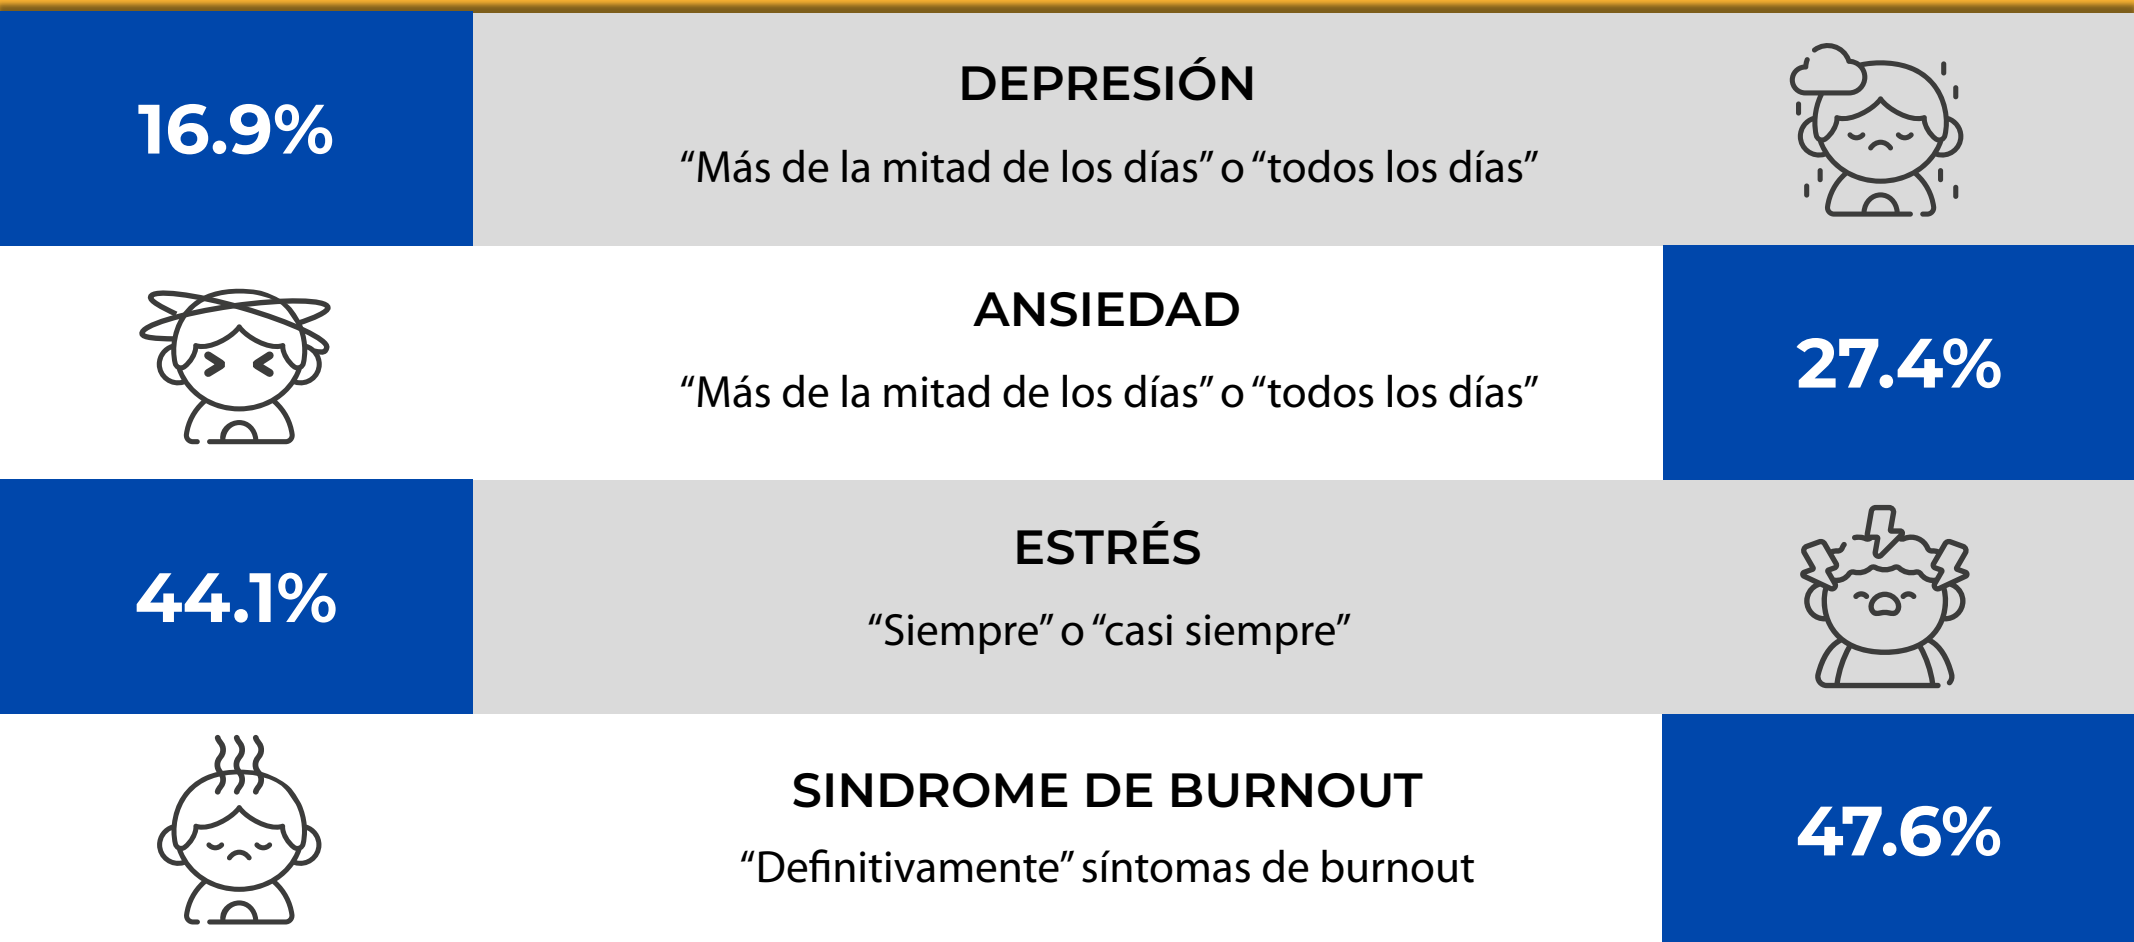 16.9%
DEPRESIÓN
“Más de la mitad de los días” o “todos los días”
ANSIEDAD
“Más de la mitad de los días” o “todos los días”
27.4%
44.1%
ESTRÉS
“Siempre” o “casi siempre”
SINDROME DE BURNOUT
“Definitivamente” síntomas de burnout
47.6%